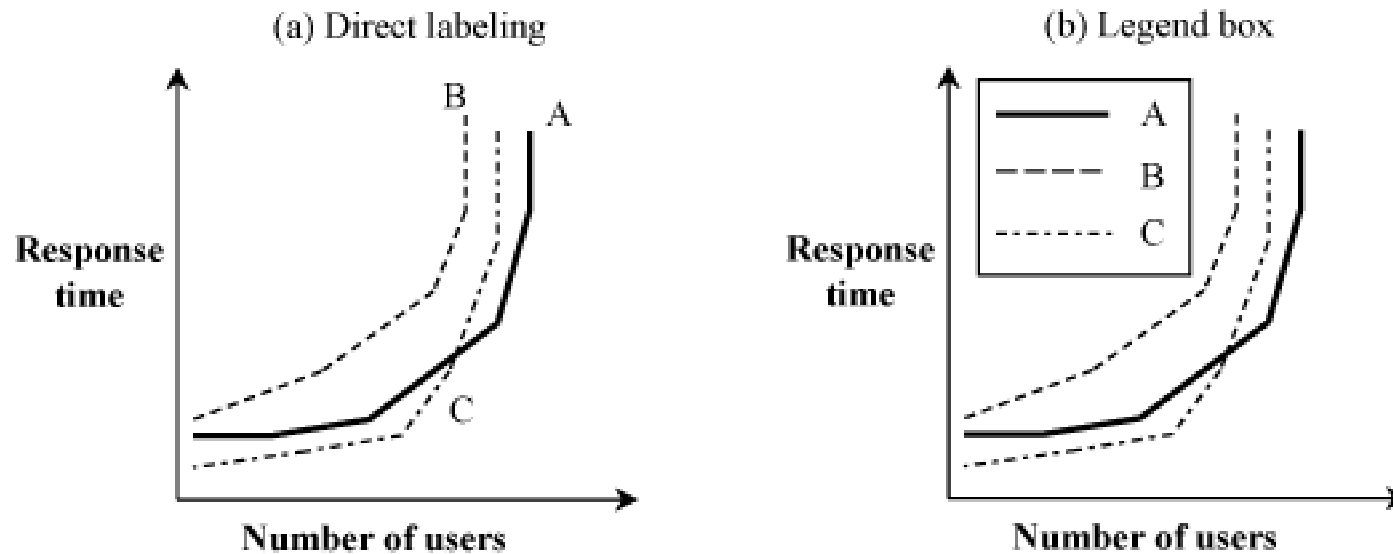 (a) Direct labeling
B
A
Response
time
C
Number of users
(b) Legend box
A
B
C
Response
time
Number of users